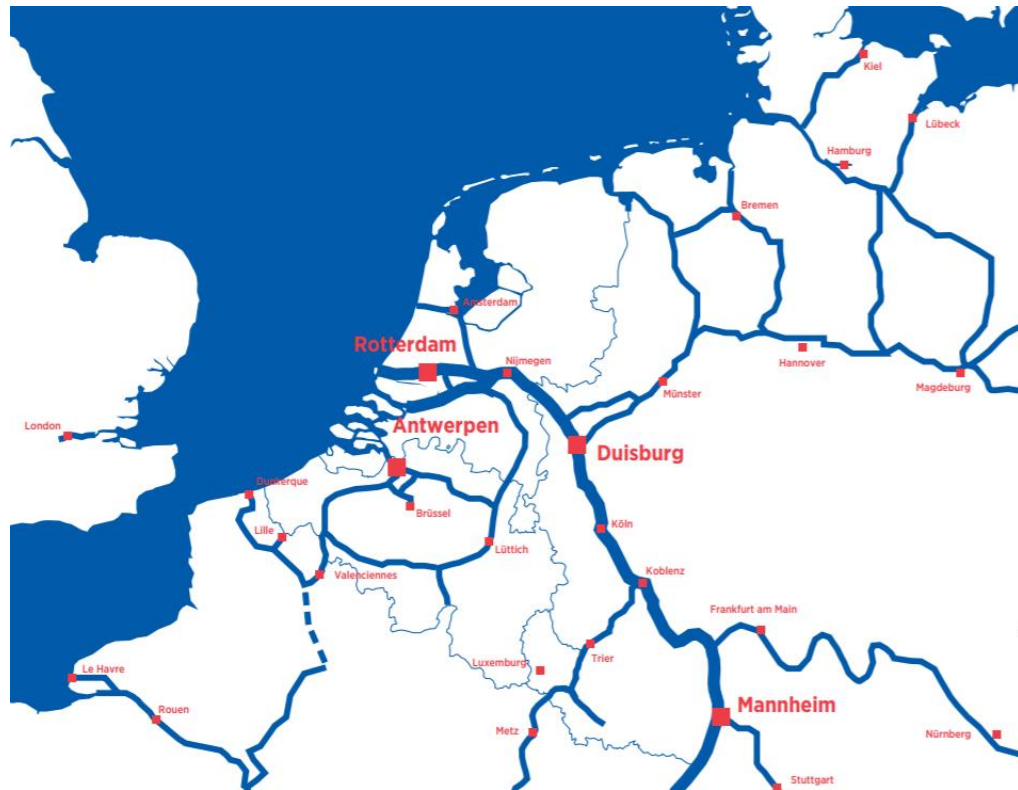 Kiel
Lübeck
Hamburg
Bremen
Amsterdam
Rotterdam
Nijmegen
Hannover
Magdeburg
Münster
London
Antwerpen
Duisburg
Dunkerque
Brüssel
Lille
Köln
Lüttich
Valenciennes
Koblenz
Frankfurt am Main
Luxemburg
Trier
Le Havre
Rouen
Metz
Mannheim
Nürnberg
Stuttgart